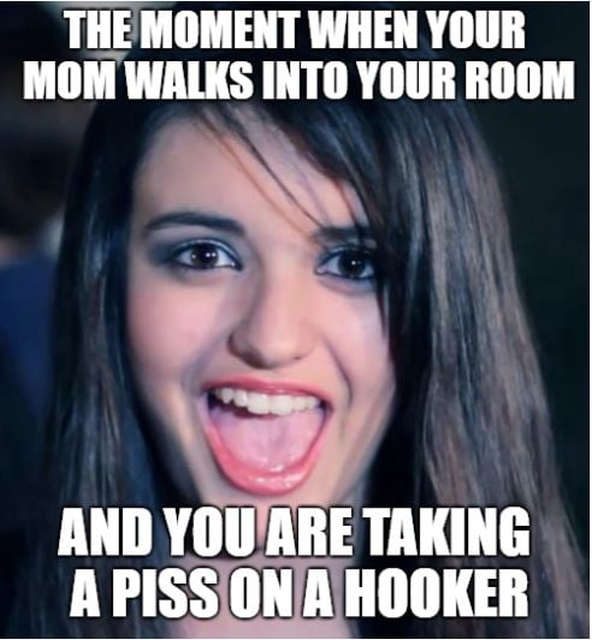 THE MOMENT WHEN YOUR
MOM WALKS INTO YOUR ROOM
AND YOU ARE TAKING
A PISS ON A HOOKER